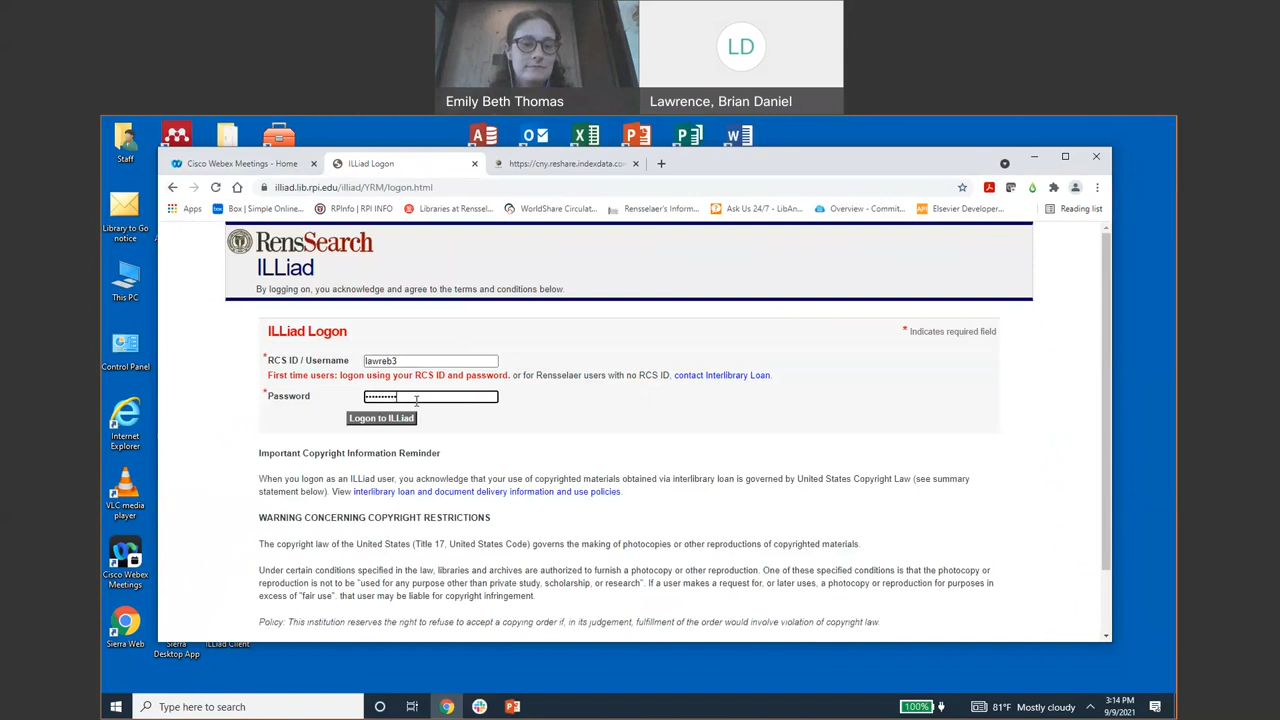 LD
Emily Beth Thomas
Lawrence, Brian Daniel
Staff
Library to Go notice
This PC
Control Panel
Internet Explorer
VLC media player
Cisco Webex Meetings
Sierra Web
Sierra Desktop App
ILLiad Client
Cisco Webex Meetings - Home
ILLiad Logon
https://cny.reshare.indexdata.co
illiad.lib.rpi.edu/illiad/YRM/logon.html
Apps
Box | Simple Online...
RPInfo | RPI INFO
Libraries at Renssel...
WorldShare Circulat...
Rensselaer's Inform...
Ask Us 24/7 - LibAn...
Overview - Commit...
Elsevier Developer...
Reading list
RensSearch
ILLiad
By logging on, you acknowledge and agree to the terms and conditions below.
ILLiad Logon
* Indicates required field
*RCS ID / Username
lawreb3
First time users: logon using your RCS ID and password. or for Rensselaer users with no RCS ID, contact Interlibrary Loan.
*Password
••••••••••
Logon to ILLiad
Important Copyright Information Reminder
When you logon as an ILLiad user, you acknowledge that your use of copyrighted materials obtained via interlibrary loan is governed by United States Copyright Law (see summary
statement below). View interlibrary loan and document delivery information and use policies.
WARNING CONCERNING COPYRIGHT RESTRICTIONS
The copyright law of the United States (Title 17, United States Code) governs the making of photocopies or other reproductions of copyrighted materials.
Under certain conditions specified in the law, libraries and archives are authorized to furnish a photocopy or other reproduction. One of these specified conditions is that the photocopy or
reproduction is not to be "used for any purpose other than private study, scholarship, or research". If a user makes a request for, or later uses, a photocopy or reproduction for purposes in
excess of "fair use". that user may be liable for copyright infringement.
Policy: This institution reserves the right to refuse to accept a copying order if, in its judgement, fulfillment of the order would involve violation of copyright law.
Type here to search
100%
81°F Mostly cloudy
3:14 PM
9/9/2021